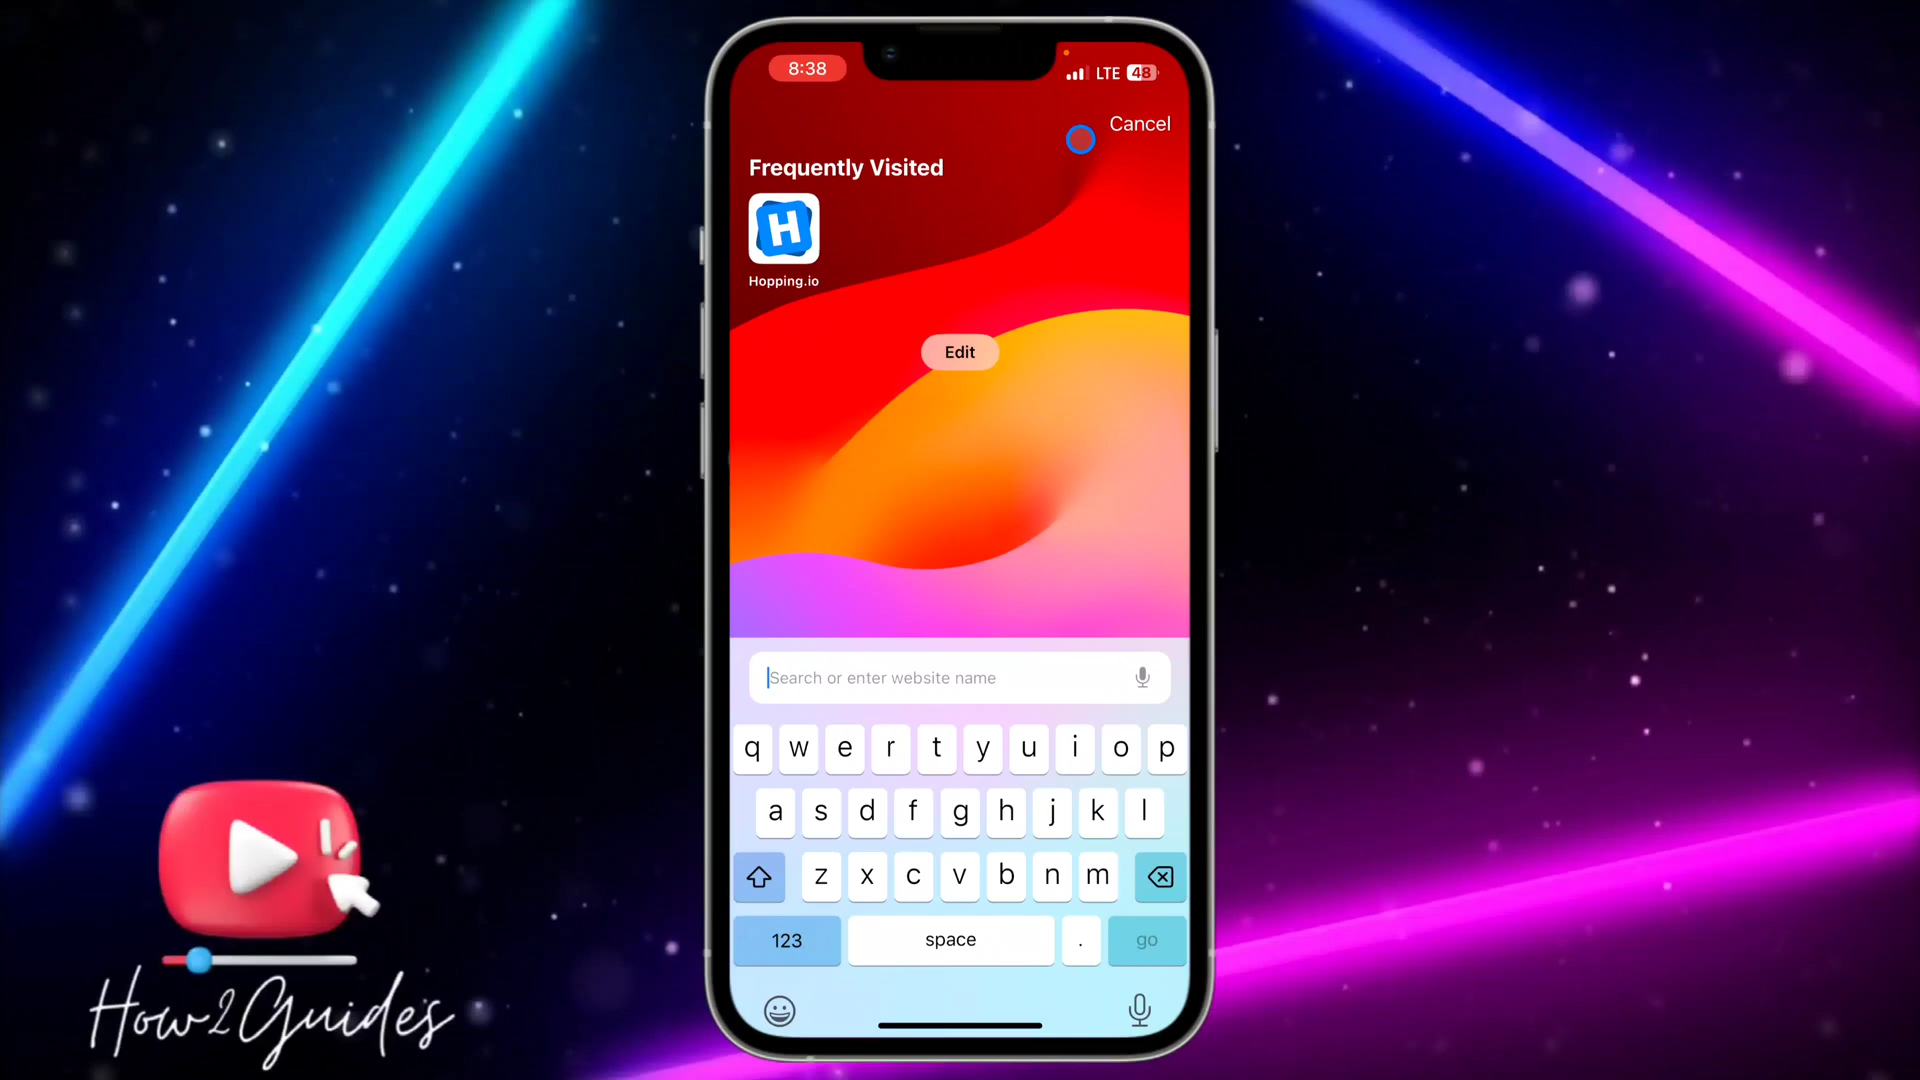 8:38
LTE 48
Cancel
Frequently Visited
H
Hopping.io
Edit
Search or enter website name
q w e r t y u i o p
a s d f g h j k l
z x c v b n m
123 space . go
How2Guides